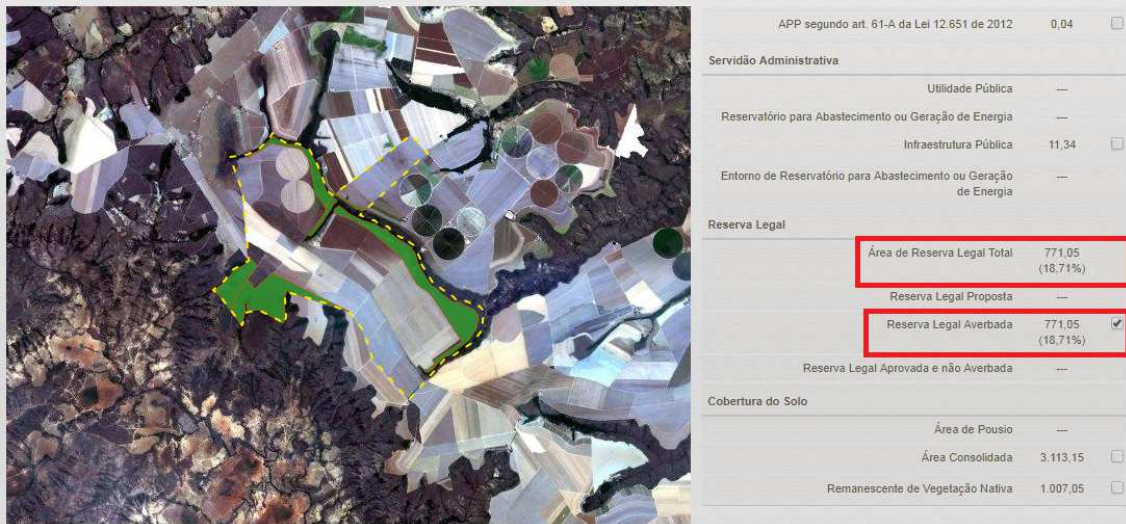 APP segundo art. 61-A da Lei 12.651 de 2012 0,04
Servidão Administrativa
Utilidade Pública ---
Reservatório para Abastecimento ou Geração de Energia ---
Infraestrutura Pública 11,34
Entorno de Reservatório para Abastecimento ou Geração ---
de Energia
Reserva Legal
Área de Reserva Legal Total 771,05
(18,71%)
Reserva Legal Proposta ---
Reserva Legal Averbada 771,05
(18,71%)
Reserva Legal Aprovada e não Averbada ---
Cobertura do Solo
Área de Pousio ---
Área Consolidada 3.113,15
Remanescente de Vegetação Nativa 1.007,05